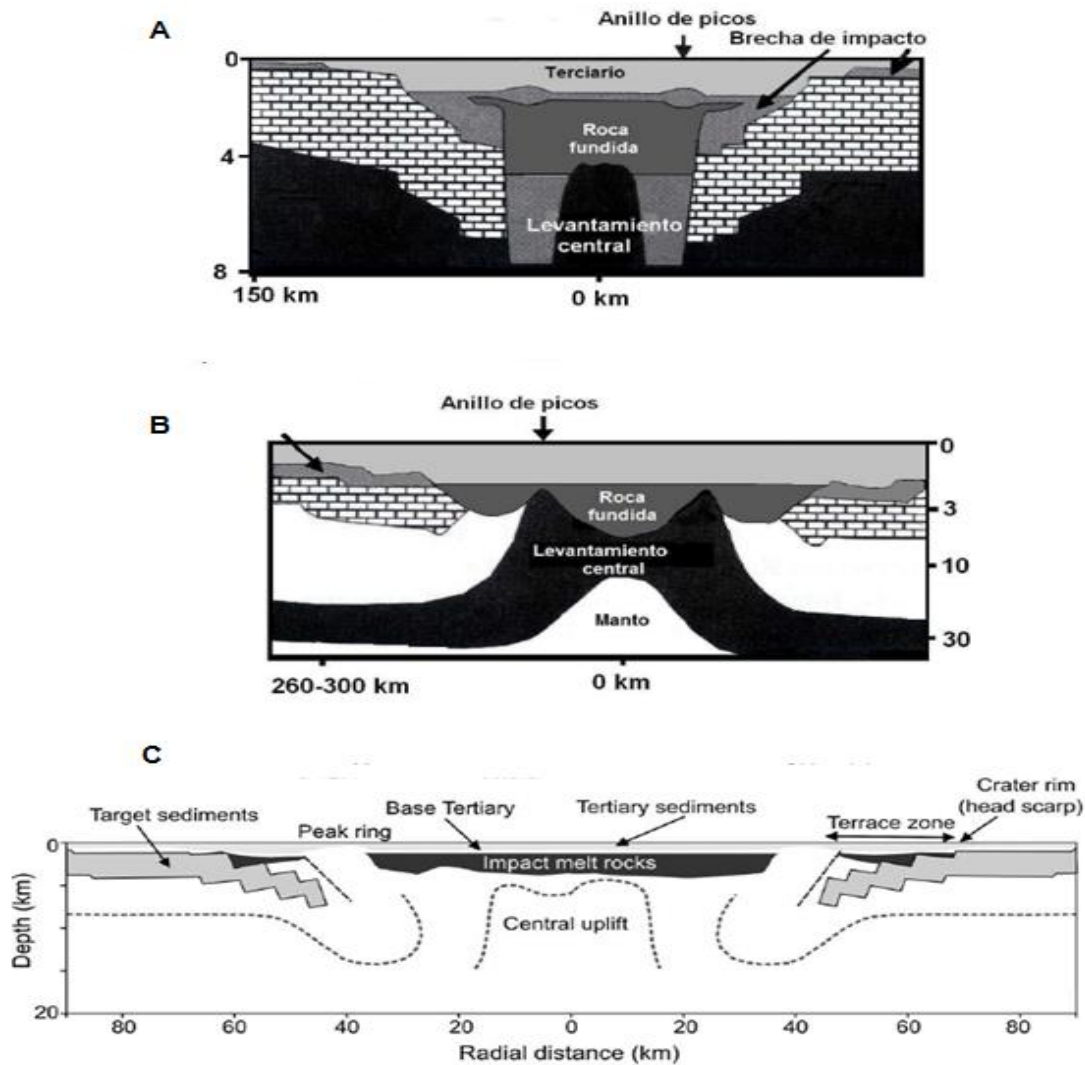 A
Anillo de picos
Brecha de impacto
0
Terciario
Roca
fundida
4
Levantamiento
central
8
150 km
0 km
B
Anillo de picos
0
Roca
fundida
3
Levantamiento
central
10
Manto
30
260-300 km
0 km
C
Target sediments
Base Tertiary
Tertiary sediments
Crater rim
(head scarp)
Peak ring
Terrace zone
0
Impact melt rocks
Central uplift
Depth (km)
20
80 60 40 20 0 20 40 60 80
Radial distance (km)